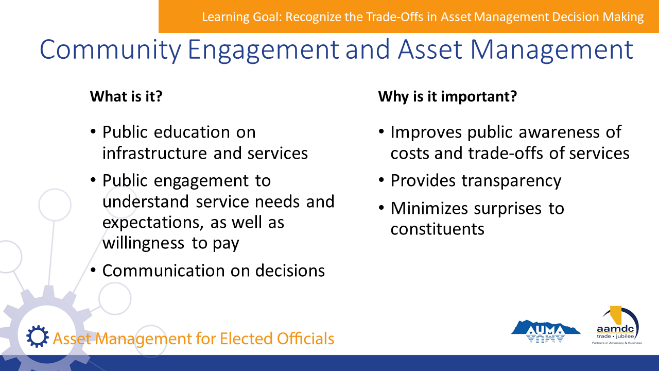 Learning Goal: Recognize the Trade-Offs in Asset Management Decision Making
Community Engagement and Asset Management
What is it?
• Public education on
infrastructure and services
• Public engagement to
understand service needs and
expectations, as well as
willingness to pay
• Communication on decisions
Why is it important?
• Improves public awareness of
costs and trade-offs of services
• Provides transparency
• Minimizes surprises to
constituents
Asset Management for Elected Officials
AUMA
aamdc
trade • jubilee